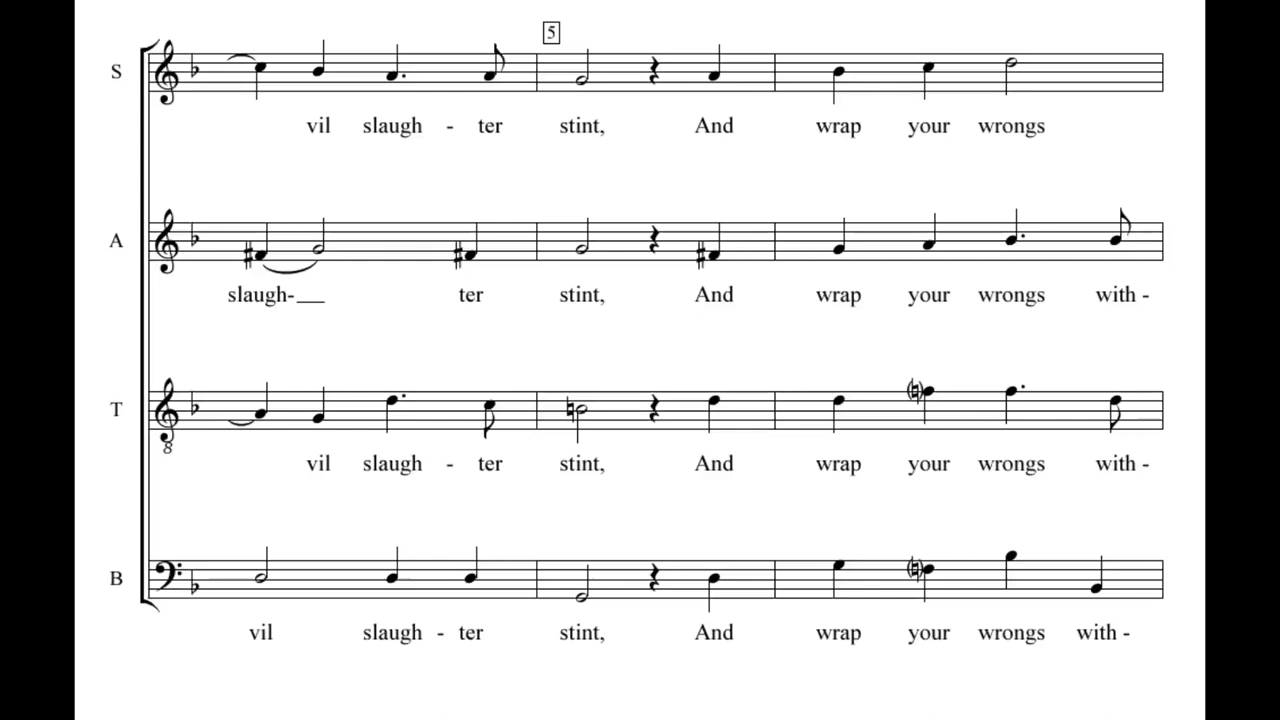 5
S
vil slaugh - ter stint, And wrap your wrongs
A
slaugh-__ ter stint, And wrap your wrongs with -
T
8
vil slaugh - ter stint, And wrap your wrongs with -
B
vil slaugh - ter stint, And wrap your wrongs with -